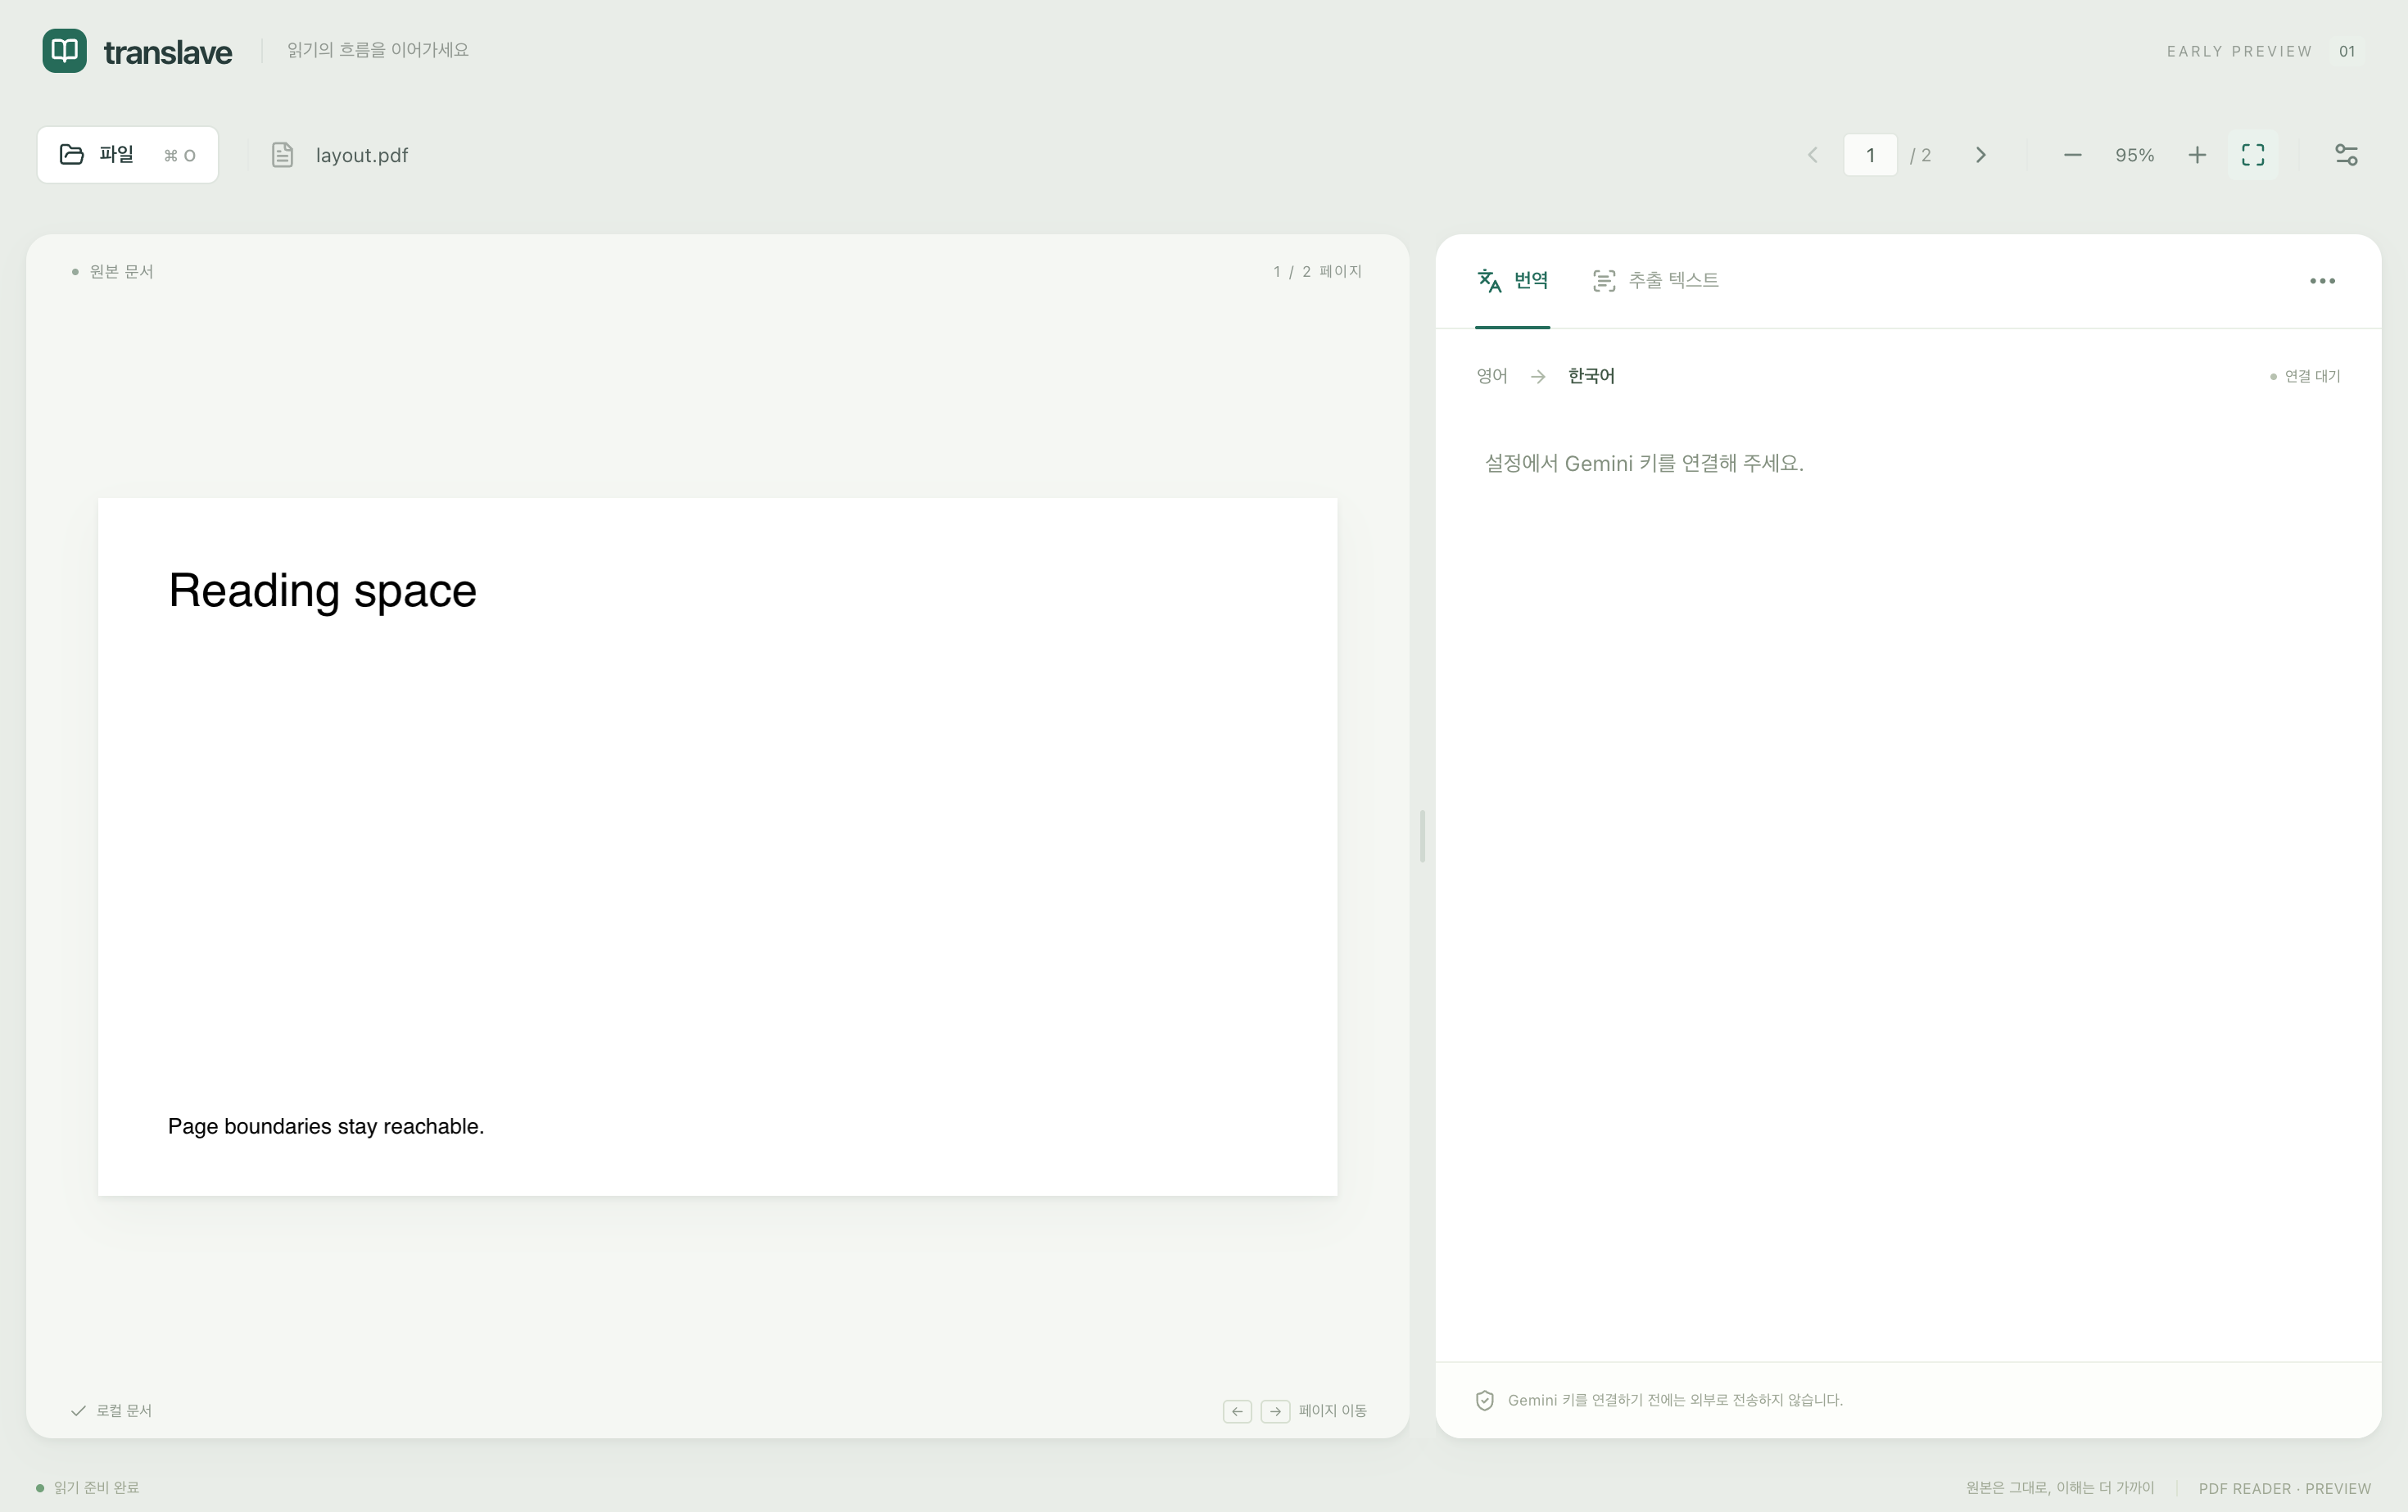 translave 읽기의 흐름을 이어가세요 EARLY PREVIEW 01
파일 ⌘ O layout.pdf 1 / 2 95%
원본 문서 1 / 2 페이지
Reading space
Page boundaries stay reachable.
로컬 문서 ← → 페이지 이동
번역 추출 텍스트
영어 → 한국어 연결 대기
설정에서 Gemini 키를 연결해 주세요.
Gemini 키를 연결하기 전에는 외부로 전송하지 않습니다.
읽기 준비 완료 원본은 그대로, 이해는 더 가까이 PDF READER · PREVIEW